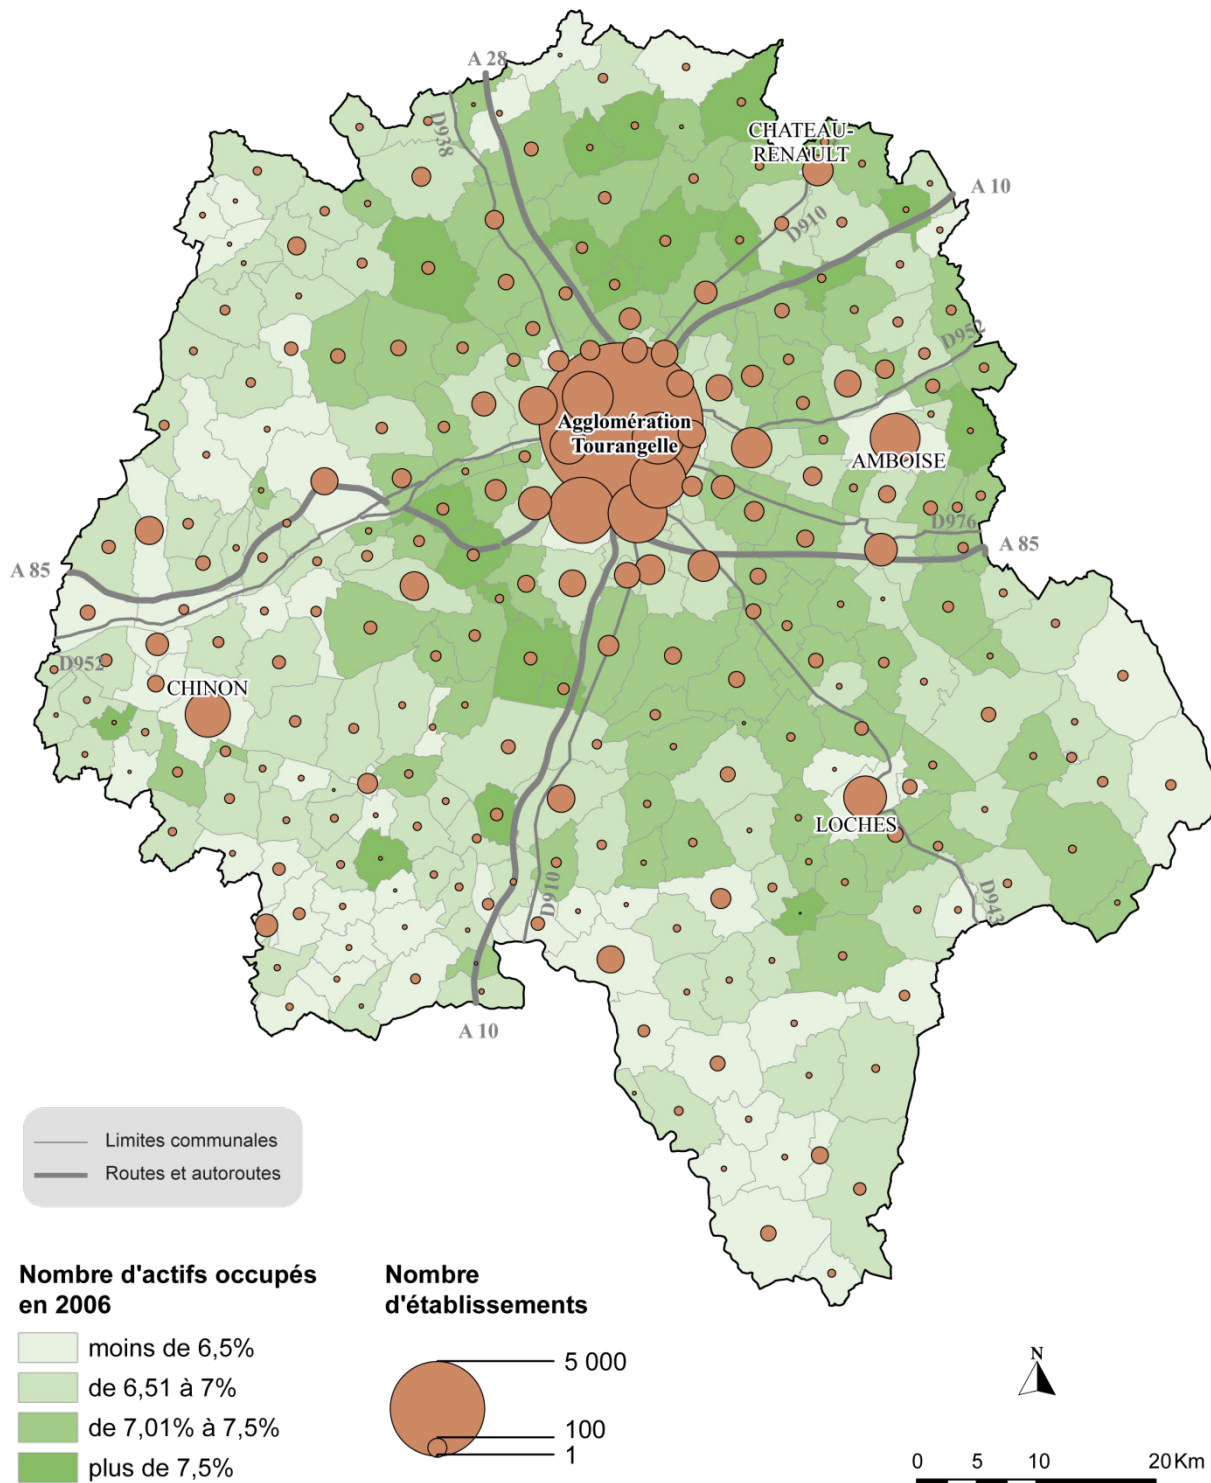 A 28
D938
CHATEAU-
RENAULT
A 10
D910
D952
Agglomération
Tourangelle
AMBOISE
D976
A 85
A 85
D952
CHINON
LOCHES
D910
D943
A 10
Limites communales
Routes et autoroutes
Nombre d'actifs occupés
en 2006
moins de 6,5%
de 6,51 à 7%
de 7,01% à 7,5%
plus de 7,5%
Nombre
d'établissements
5 000
100
1
N
0 5 10 20 Km